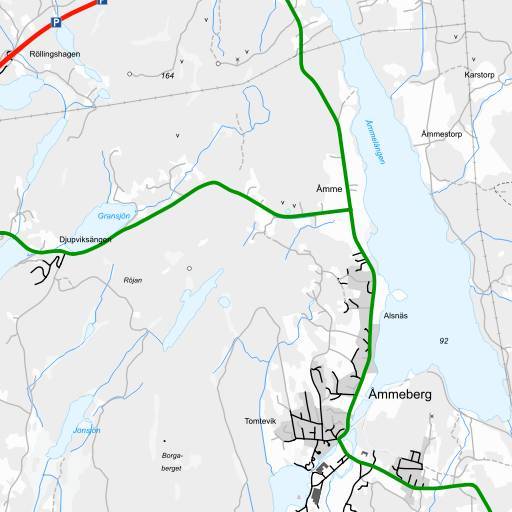 P
P
Röllingshagen
164
Karstorp
Åmmelången
Åmmestorp
Åmme
Gransjön
Djupviksängen
Röjan
Alsnäs
92
Åmmeberg
Tomtevik
Jonsjön
Borga-
berget